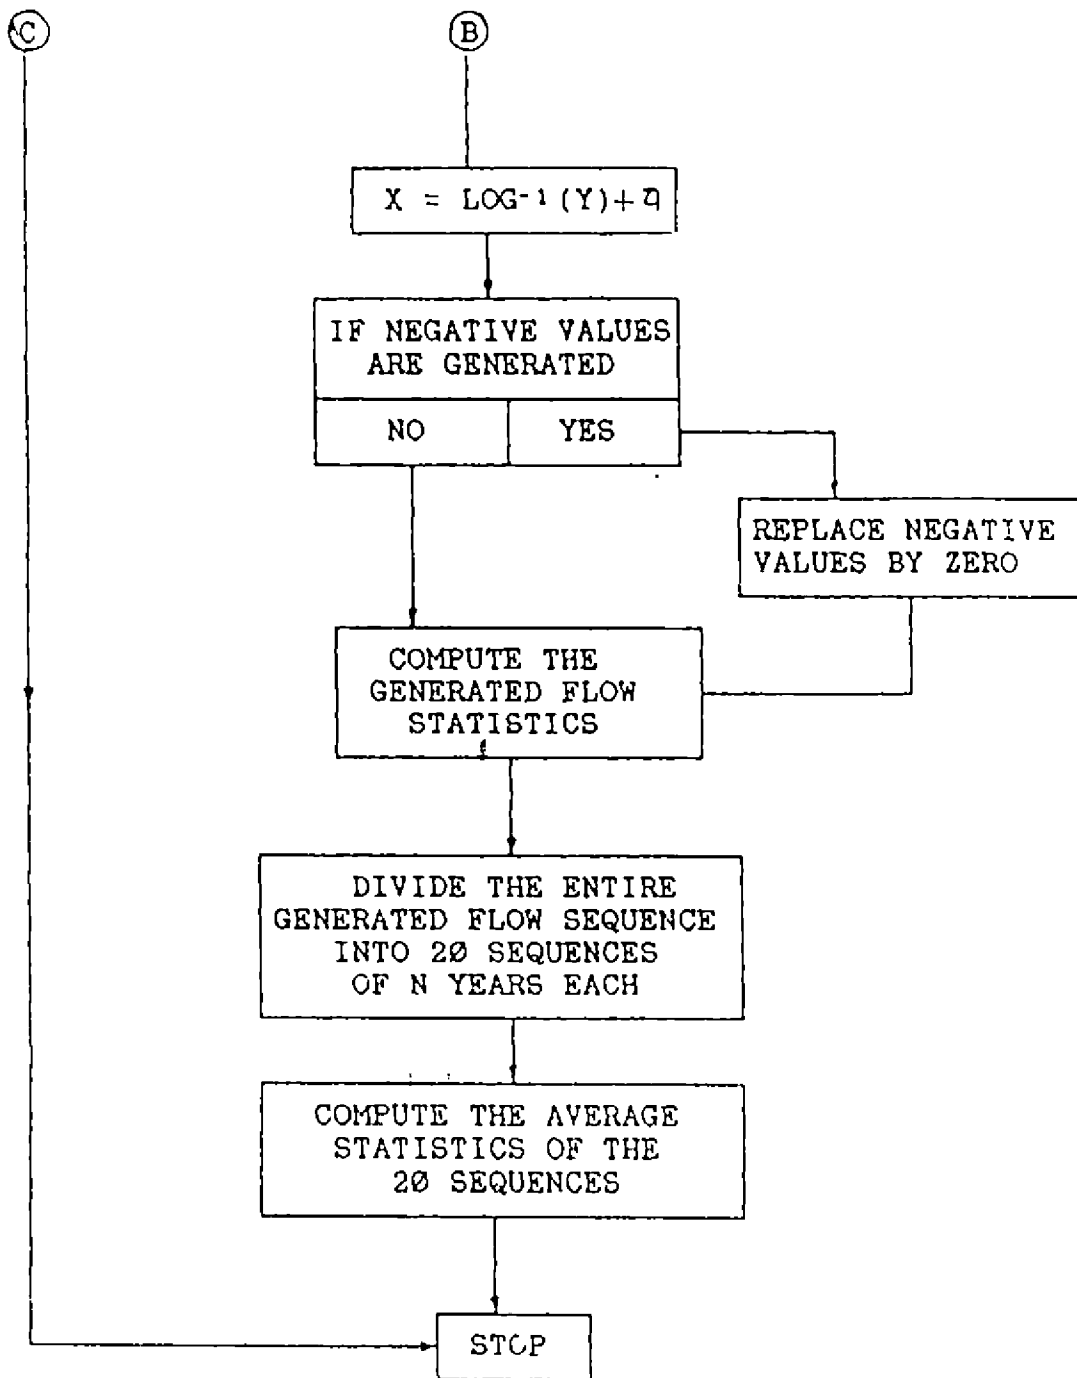 C
B
X = LOG⁻¹(Y)+
IF NEGATIVE VALUES
ARE GENERATED
NO
YES
REPLACE NEGATIVE
VALUES BY ZERO
COMPUTE THE
GENERATED FLOW
STATISTICS
DIVIDE THE ENTIRE
GENERATED FLOW SEQUENCE
INTO 20 SEQUENCES
OF N YEARS EACH
COMPUTE THE AVERAGE
STATISTICS OF THE
20 SEQUENCES
STOP